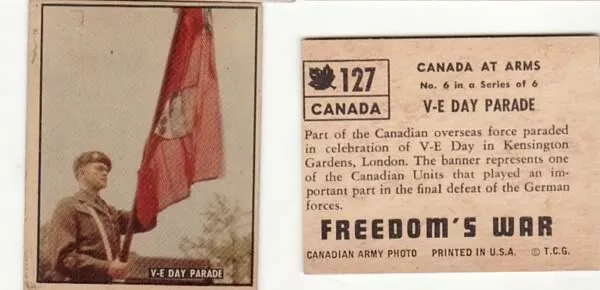 V-E DAY PARADE
127
CANADA
CANADA AT ARMS
No. 6 in a Series of 6
V-E DAY PARADE
Part of the Canadian overseas force paraded
in celebration of V-E Day in Kensington
Gardens, London. The banner represents one
of the Canadian Units that played an im-
portant part in the final defeat of the German
forces.
FREEDOM'S WAR
CANADIAN ARMY PHOTO PRINTED IN U.S.A. © T.C.G.